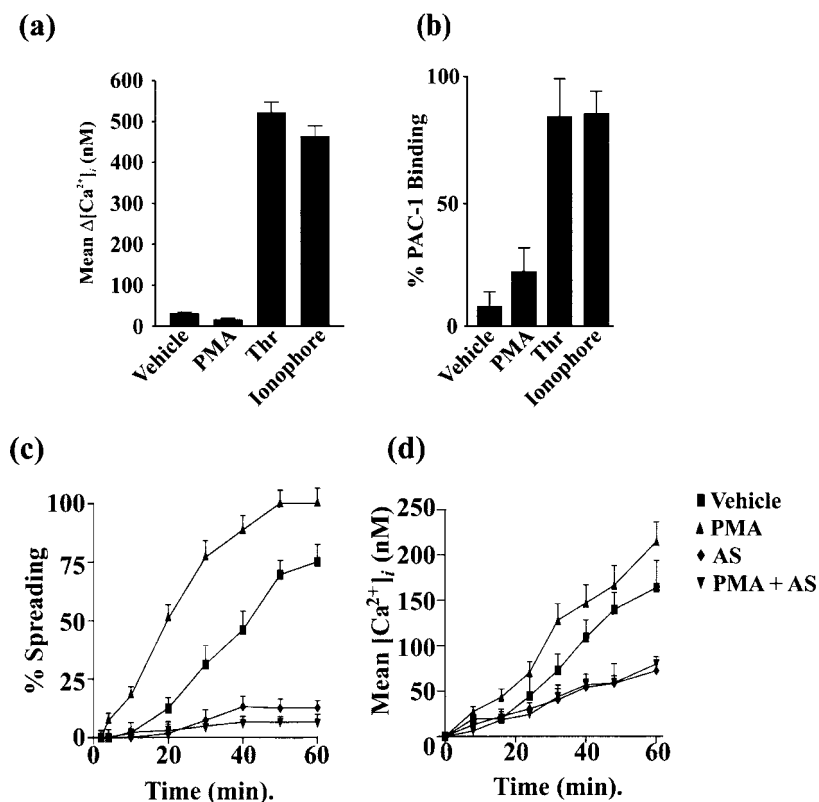 (a)
Mean Δ[Ca²⁺]ᵢ (nM)
600
500
400
300
200
100
0
Vehicle
PMA
Thr
Ionophore
(b)
% PAC-1 Binding
100
50
0
Vehicle
PMA
Thr
Ionophore
(c)
% Spreading
100
75
50
25
0
0
20
40
60
Time (min).
(d)
Mean [Ca²⁺]ᵢ (nM)
250
200
150
100
50
0
0
20
40
60
Time (min).
Vehicle
PMA
AS
PMA + AS